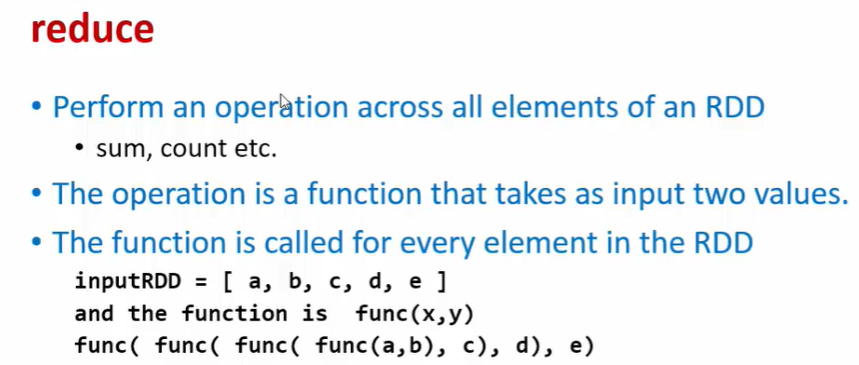 reduce
• Perform an operation across all elements of an RDD
• sum, count etc.
• The operation is a function that takes as input two values.
• The function is called for every element in the RDD
inputRDD = [ a, b, c, d, e ]
and the function is  func(x,y)
func( func( func( func(a,b), c), d), e)